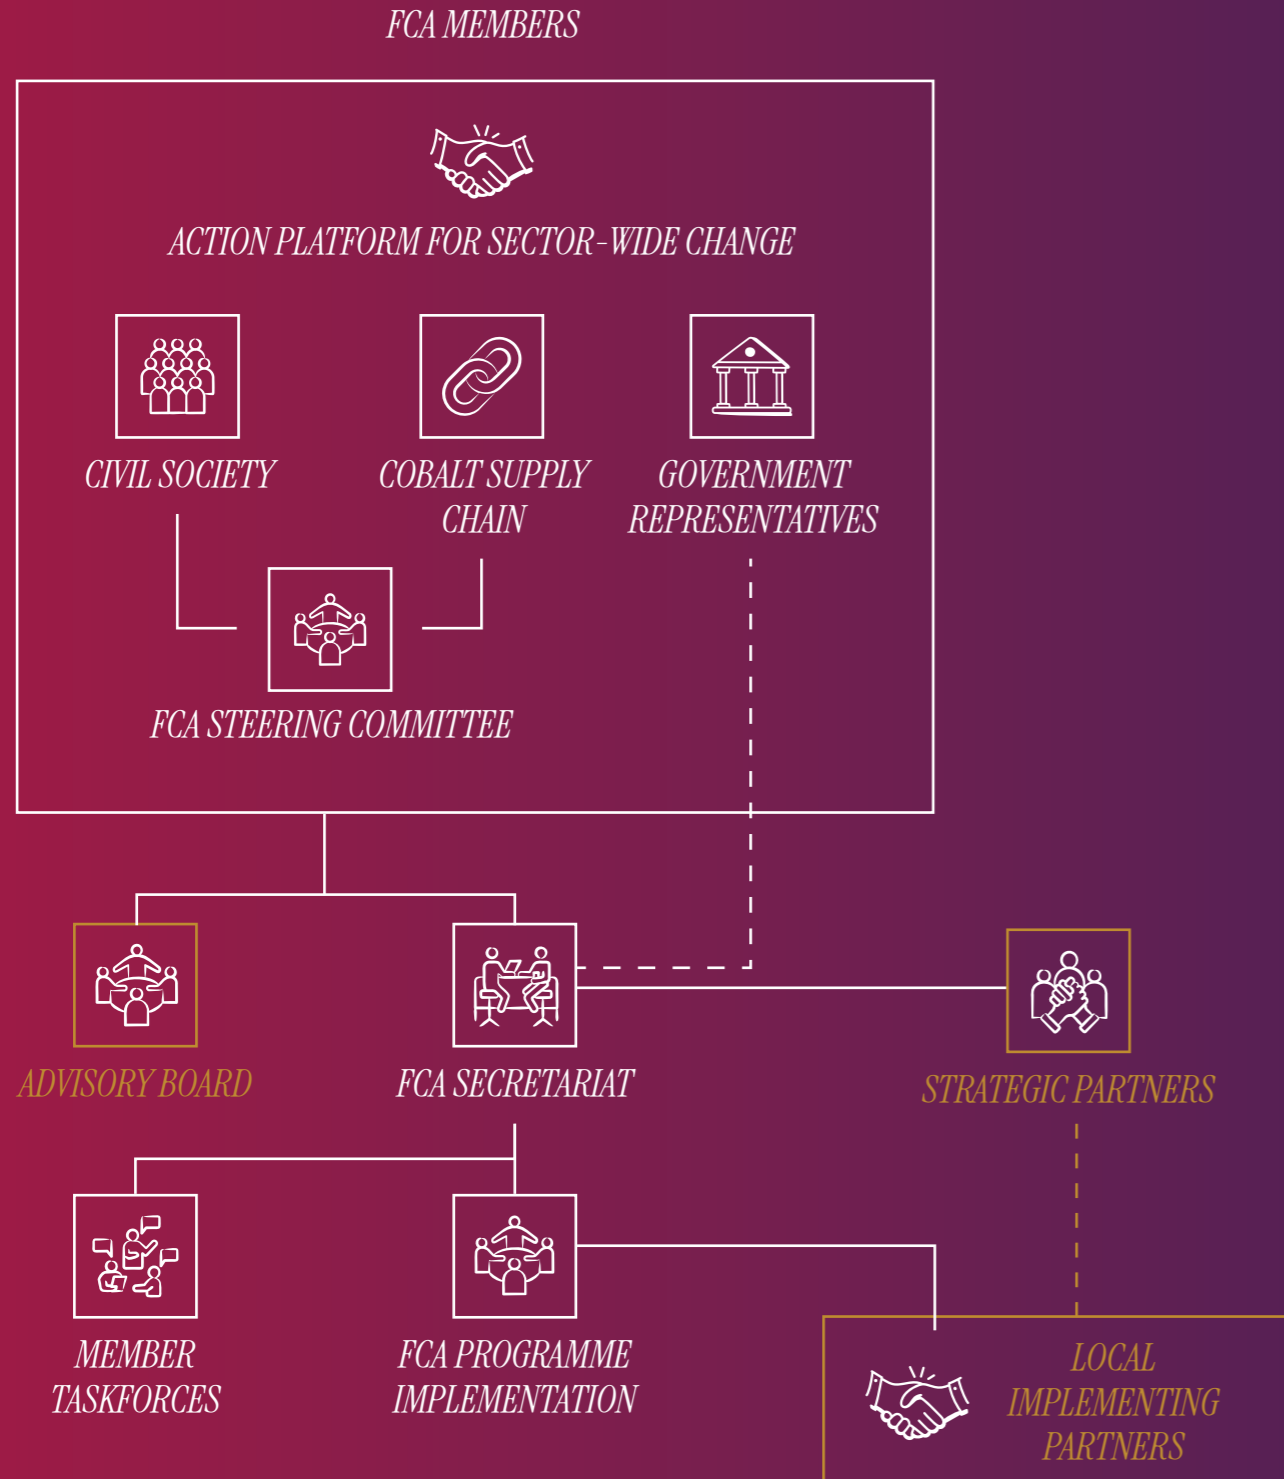 FCA MEMBERS
ACTION PLATFORM FOR SECTOR-WIDE CHANGE
CIVIL SOCIETY
COBALT SUPPLY
CHAIN
GOVERNMENT
REPRESENTATIVES
FCA STEERING COMMITTEE
ADVISORY BOARD
FCA SECRETARIAT
STRATEGIC PARTNERS
MEMBER
TASKFORCES
FCA PROGRAMME
IMPLEMENTATION
LOCAL
IMPLEMENTING
PARTNERS